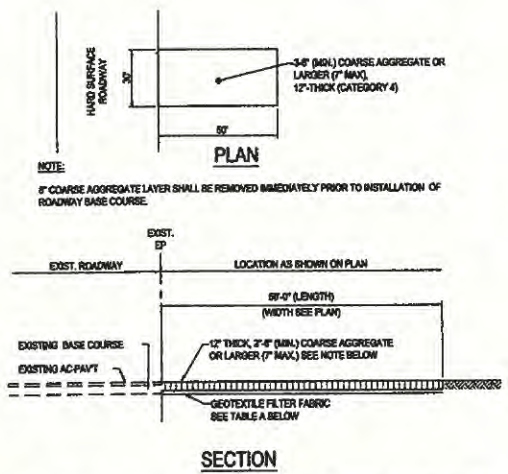 HARD SURFACE
ROADWAY
30'
3-6" (MIN.) COARSE AGGREGATE OR
LARGER (7" MAX),
12"-THICK (CATEGORY 4)
50'
PLAN
NOTE:
COARSE AGGREGATE LAYER SHALL BE REMOVED IMMEDIATELY PRIOR TO INSTALLATION OF
ROADWAY BASE COURSE.
EXIST.
EP
EXIST. ROADWAY
LOCATION AS SHOWN ON PLAN
(LENGTH)
(WIDTH SEE PLAN)
EXISTING BASE COURSE
12" THICK, (MIN.) COARSE AGGREGATE
OR LARGER (7" MAX.) SEE NOTE BELOW
EXISTING AC-PAV'T
GEOTEXTILE FILTER FABRIC
SEE TABLE A BELOW
SECTION